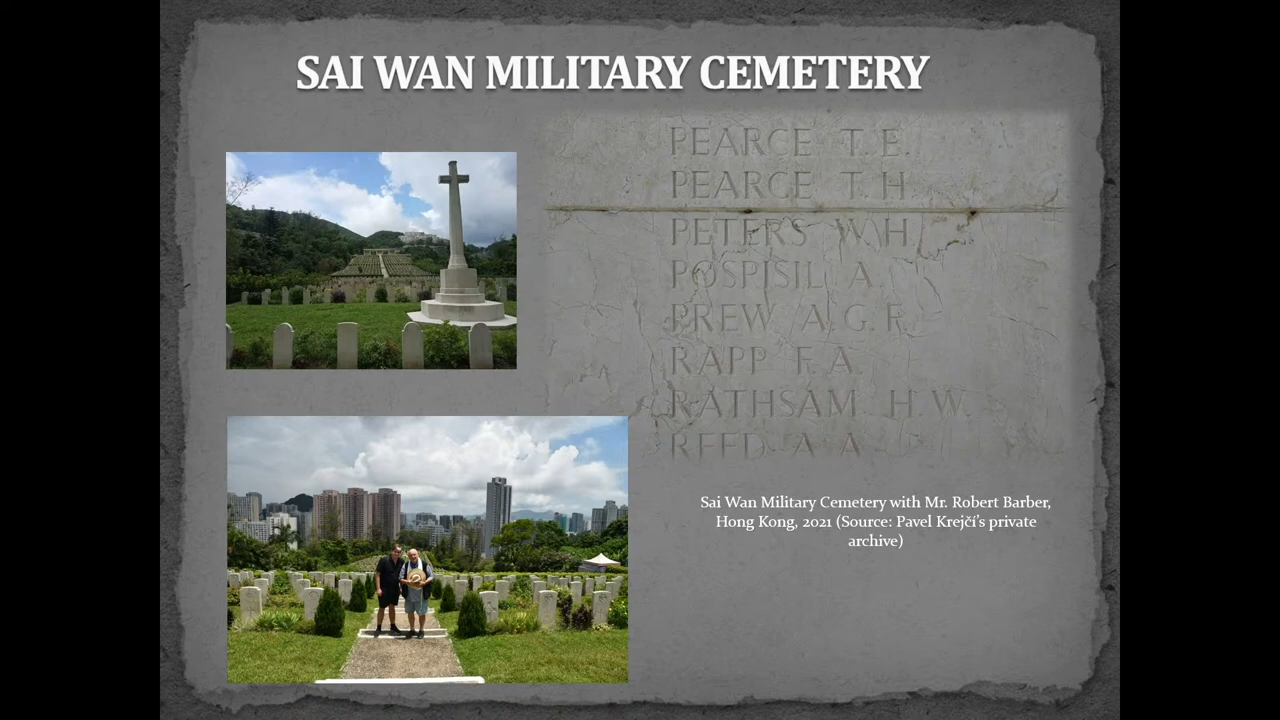 SAI WAN MILITARY CEMETERY
PEARCE T. E.
PEARCE T. H.
PETERS W. H.
POSPISIL A.
PREW A. G. F.
RAPP F. A.
RATHSAM H. W.
REED A. A.
Sai Wan Military Cemetery with Mr. Robert Barber,
Hong Kong, 2021 (Source: Pavel Krejčí's private
archive)